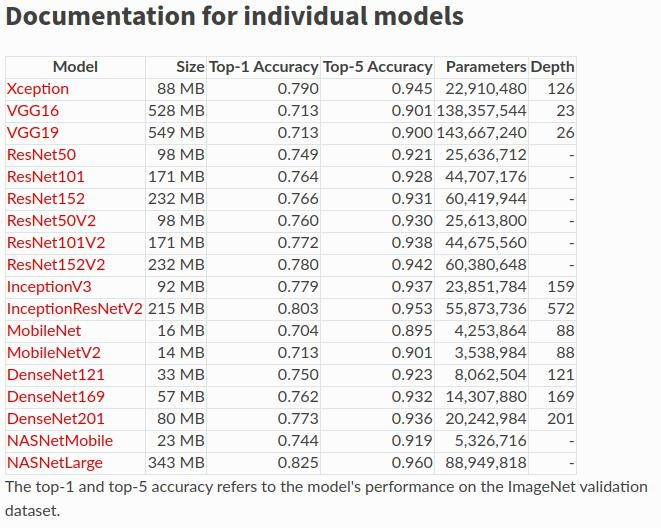 Documentation for individual models
Model Size Top-1 Accuracy Top-5 Accuracy Parameters Depth
Xception 88 MB 0.790 0.945 22,910,480 126
VGG16 528 MB 0.713 0.901 138,357,544 23
VGG19 549 MB 0.713 0.900 143,667,240 26
ResNet50 98 MB 0.749 0.921 25,636,712 -
ResNet101 171 MB 0.764 0.928 44,707,176 -
ResNet152 232 MB 0.766 0.931 60,419,944 -
ResNet50V2 98 MB 0.760 0.930 25,613,800 -
ResNet101V2 171 MB 0.772 0.938 44,675,560 -
ResNet152V2 232 MB 0.780 0.942 60,380,648 -
InceptionV3 92 MB 0.779 0.937 23,851,784 159
InceptionResNetV2 215 MB 0.803 0.953 55,873,736 572
MobileNet 16 MB 0.704 0.895 4,253,864 88
MobileNetV2 14 MB 0.713 0.901 3,538,984 88
DenseNet121 33 MB 0.750 0.923 8,062,504 121
DenseNet169 57 MB 0.762 0.932 14,307,880 169
DenseNet201 80 MB 0.773 0.936 20,242,984 201
NASNetMobile 23 MB 0.744 0.919 5,326,716 -
NASNetLarge 343 MB 0.825 0.960 88,949,818 -
The top-1 and top-5 accuracy refers to the model's performance on the ImageNet validation
dataset.